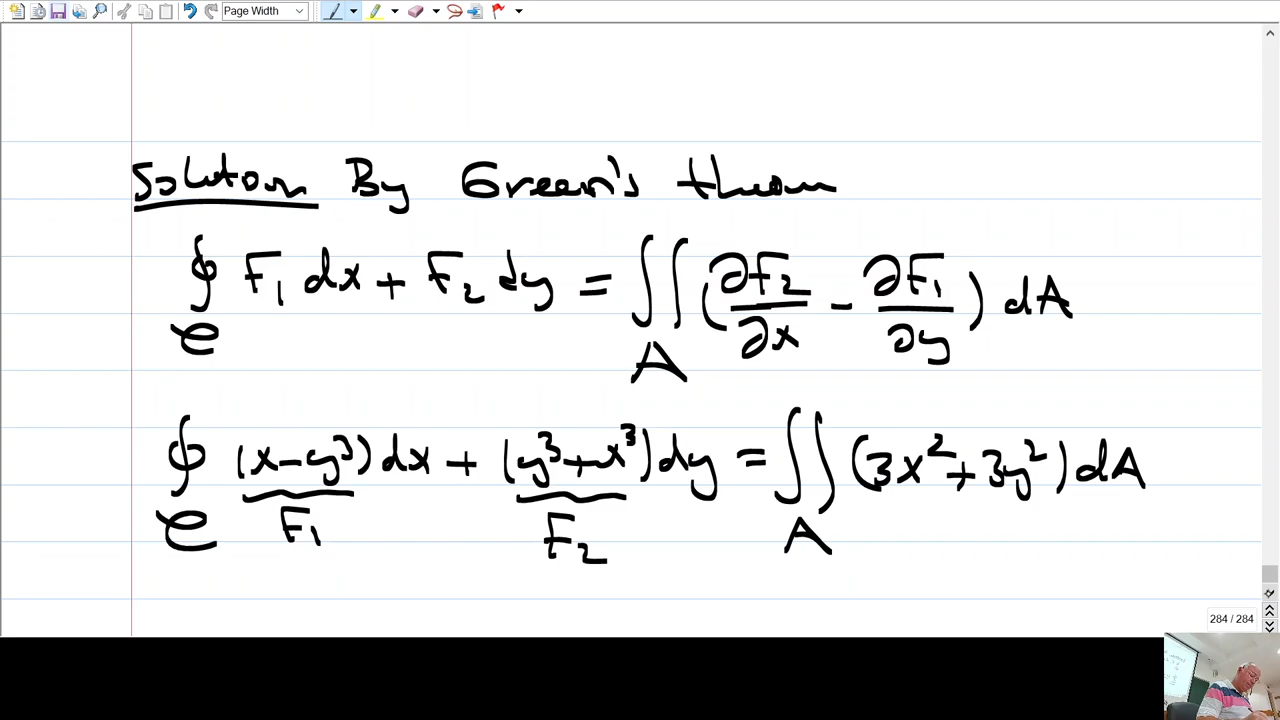 Page Width
Solution By Green's theorem
∮_C F₁ dx + F₂ dy = ∬_A (∂F₂/∂x - ∂F₁/∂y) dA
∮_C (x-y³)dx + (y³+x³)dy = ∬_A (3x²+3y²)dA
F₁ F₂
284 / 284